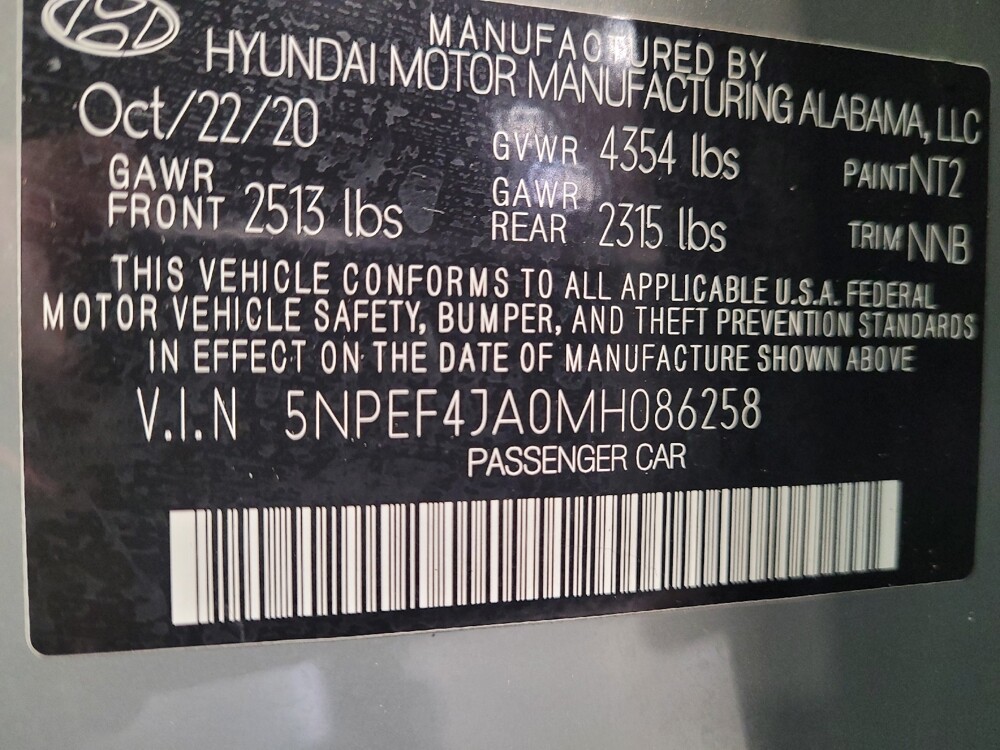 MANUFACTURED BY
HYUNDAI MOTOR MANUFACTURING ALABAMA, LLC
Oct/22/20 GVWR 4354 lbs PAINT NT2
GAWR FRONT 2513 lbs GAWR REAR 2315 lbs TRIM NNB
THIS VEHICLE CONFORMS TO ALL APPLICABLE U.S.A. FEDERAL
MOTOR VEHICLE SAFETY, BUMPER, AND THEFT PREVENTION STANDARDS
IN EFFECT ON THE DATE OF MANUFACTURE SHOWN ABOVE
V.I.N 5NPEF4JA0MH086258
PASSENGER CAR